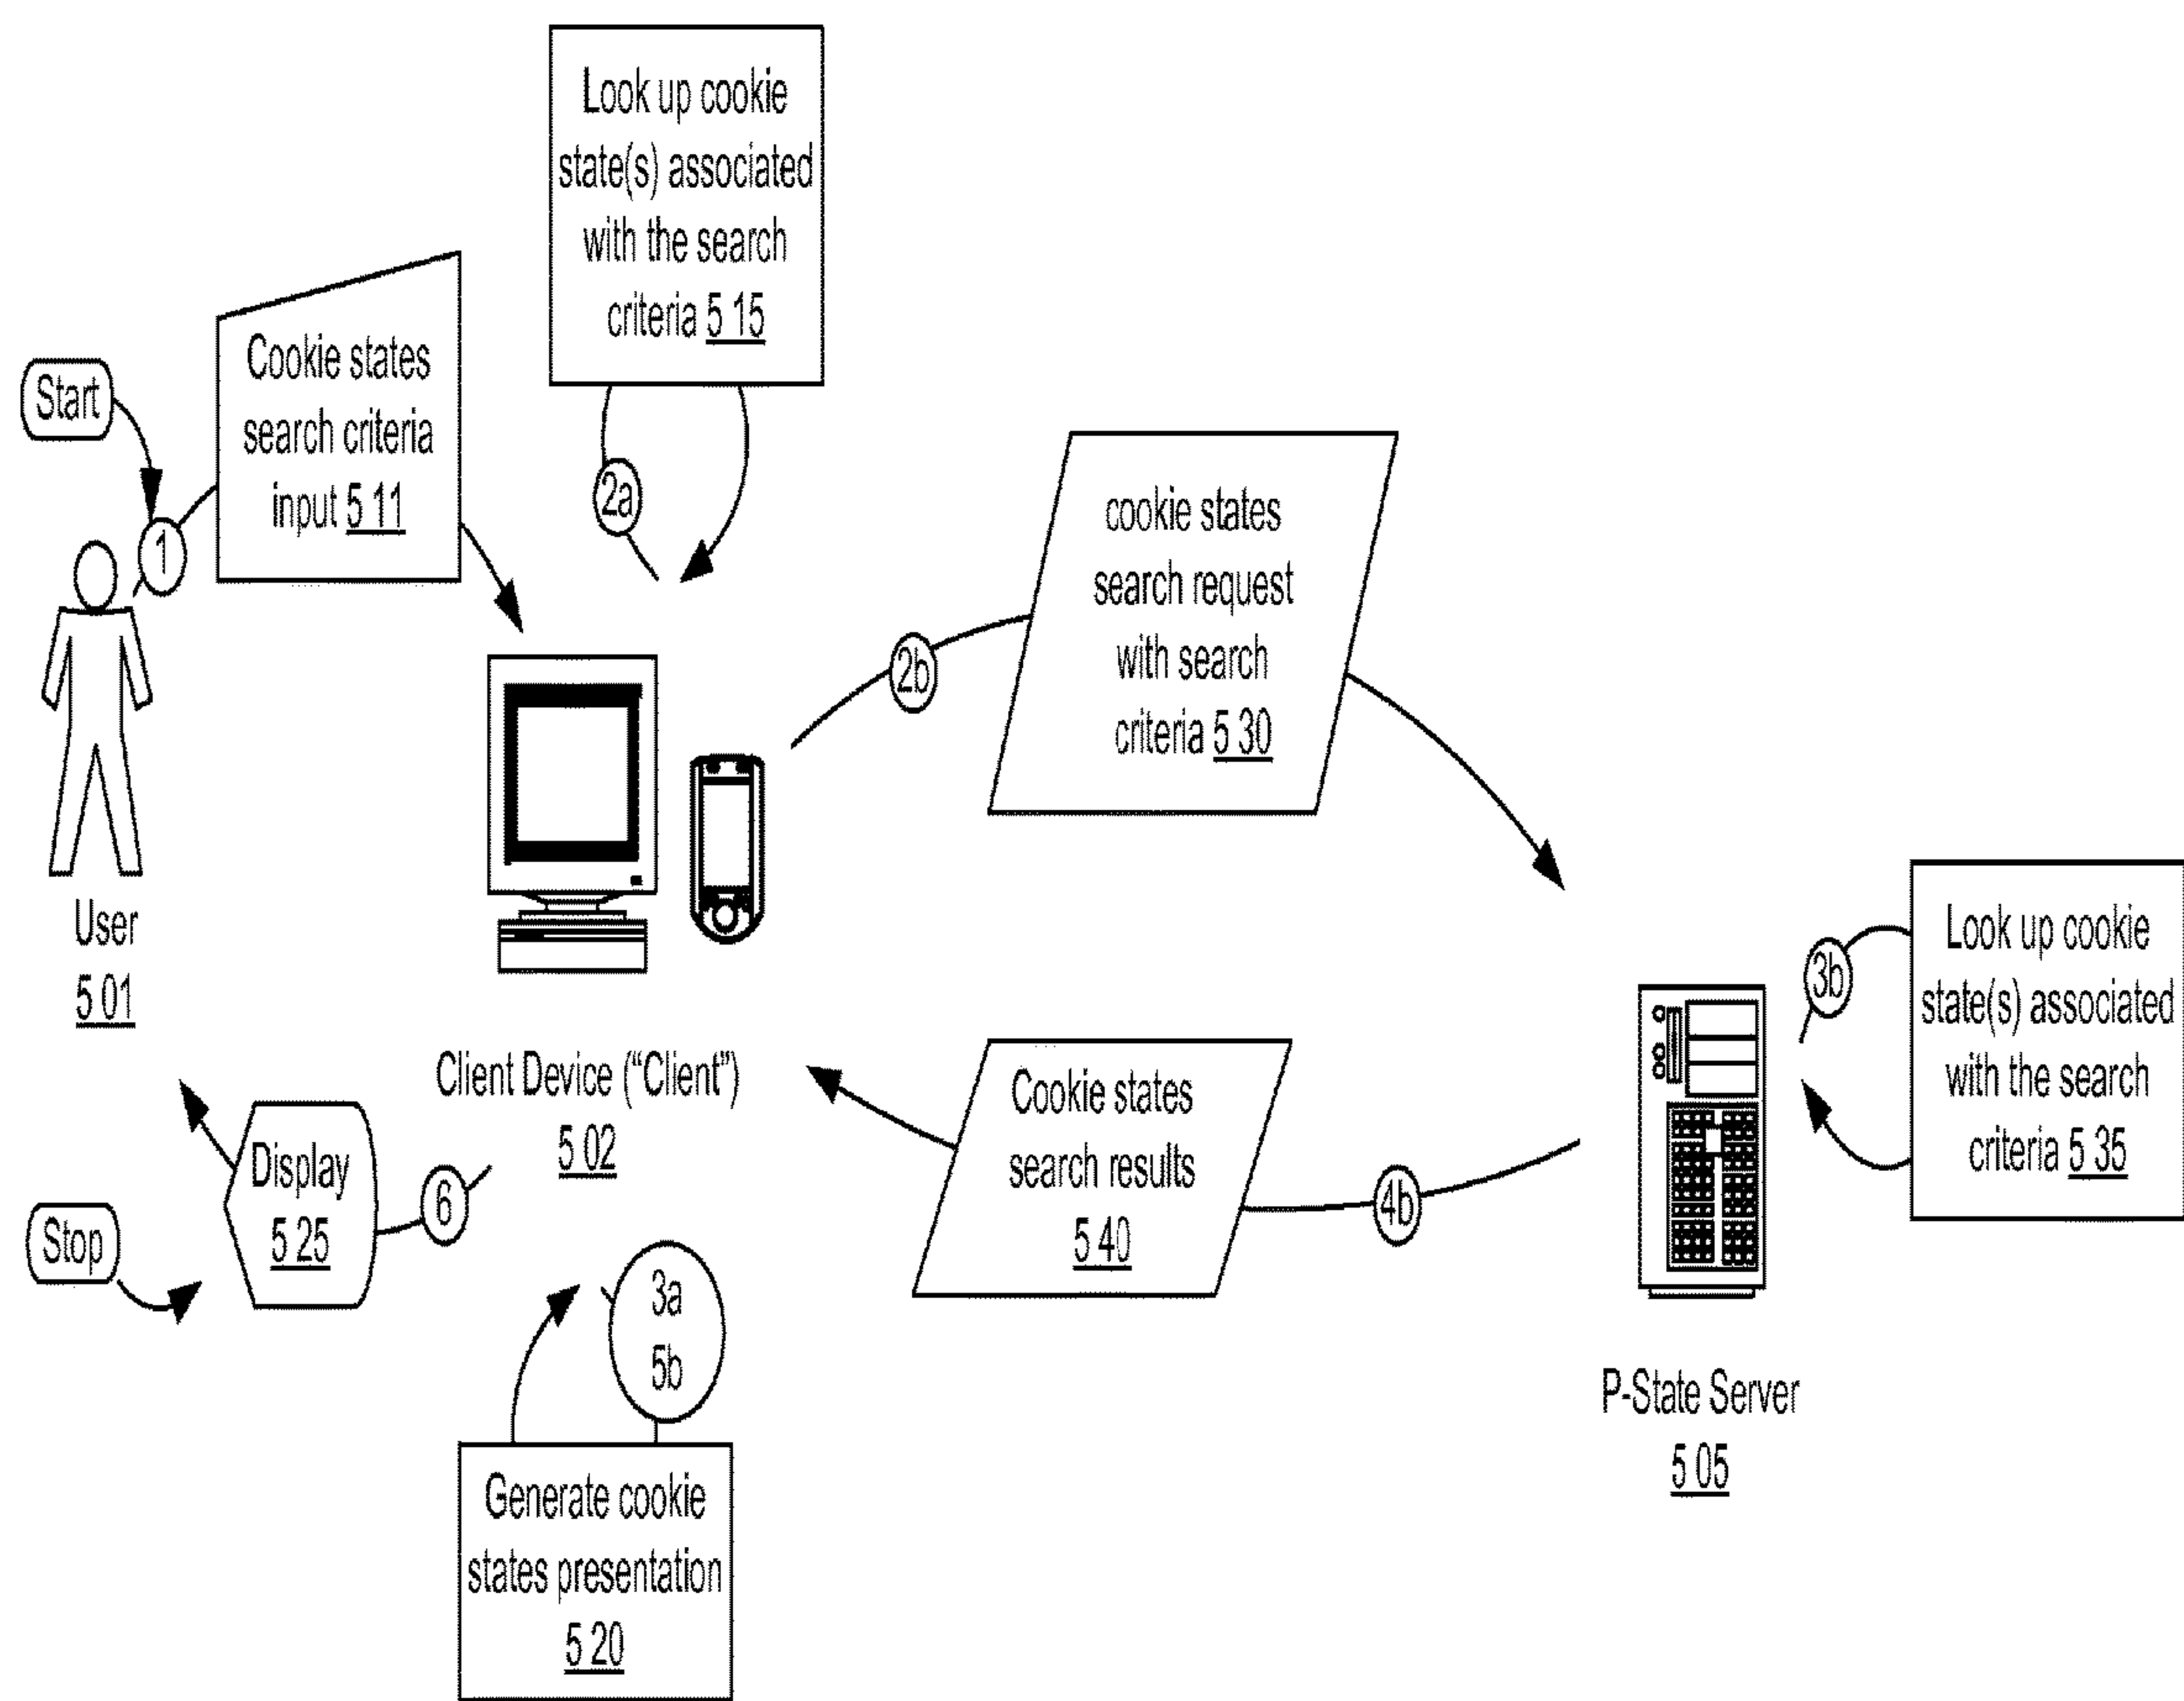 Look up cookie
state(s) associated
with the search
criteria 5 15
Cookie states
search criteria
input 5 11
Start
1
2a
cookie states
search request
with search
criteria 5 30
2b
User
5 01
Client Device ("Client")
5 02
3b
Look up cookie
state(s) associated
with the search
criteria 5 35
Cookie states
search results
5 40
4b
P-State Server
5 05
Display
5 25
6
Stop
3a
5b
Generate cookie
states presentation
5 20